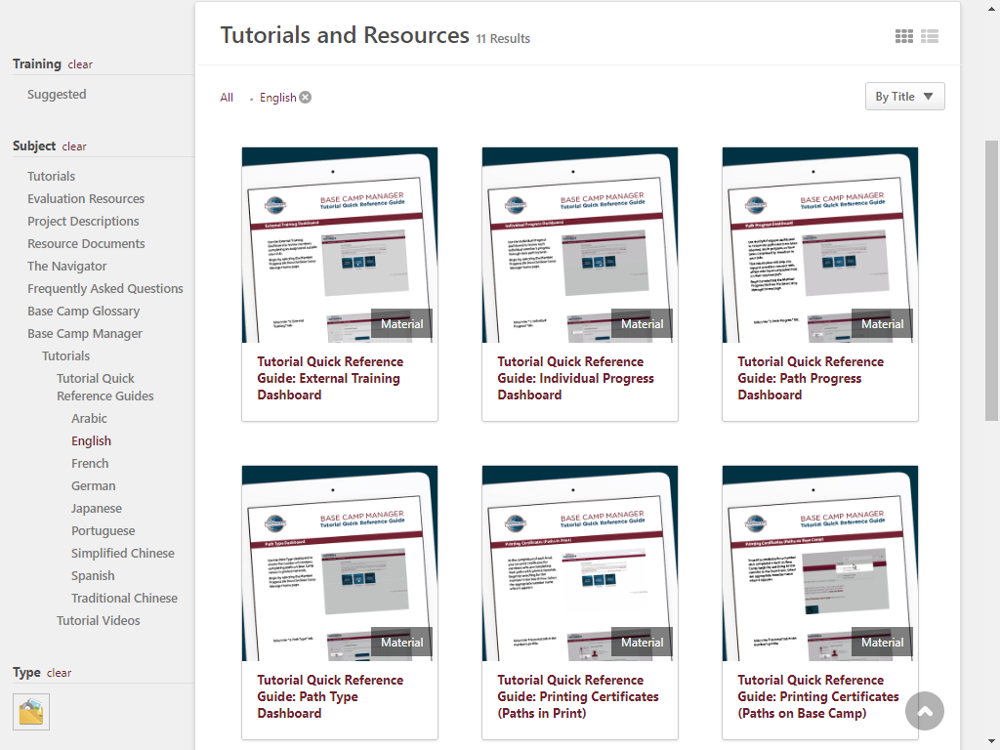 Training clear
Suggested
Subject clear
Tutorials
Evaluation Resources
Project Descriptions
Resource Documents
The Navigator
Frequently Asked Questions
Base Camp Glossary
Base Camp Manager
Tutorials
Tutorial Quick
Reference Guides
Arabic
English
French
German
Japanese
Portuguese
Simplified Chinese
Spanish
Traditional Chinese
Tutorial Videos
Type clear
Tutorials and Resources 11 Results
All • English
By Title
BASE CAMP MANAGER
Tutorial Quick Reference Guide
External Training Dashboard
Material
Tutorial Quick Reference
Guide: External Training
Dashboard
BASE CAMP MANAGER
Tutorial Quick Reference Guide
Individual Progress Dashboard
Material
Tutorial Quick Reference
Guide: Individual Progress
Dashboard
BASE CAMP MANAGER
Tutorial Quick Reference Guide
Path Progress Dashboard
Material
Tutorial Quick Reference
Guide: Path Progress
Dashboard
BASE CAMP MANAGER
Tutorial Quick Reference Guide
Path Type Dashboard
Material
Tutorial Quick Reference
Guide: Path Type
Dashboard
BASE CAMP MANAGER
Tutorial Quick Reference Guide
Printing Certificates (Paths in Print)
Material
Tutorial Quick Reference
Guide: Printing Certificates
(Paths in Print)
BASE CAMP MANAGER
Tutorial Quick Reference Guide
Printing Certificates (Paths on Base Camp)
Material
Tutorial Quick Reference
Guide: Printing Certificates
(Paths on Base Camp)